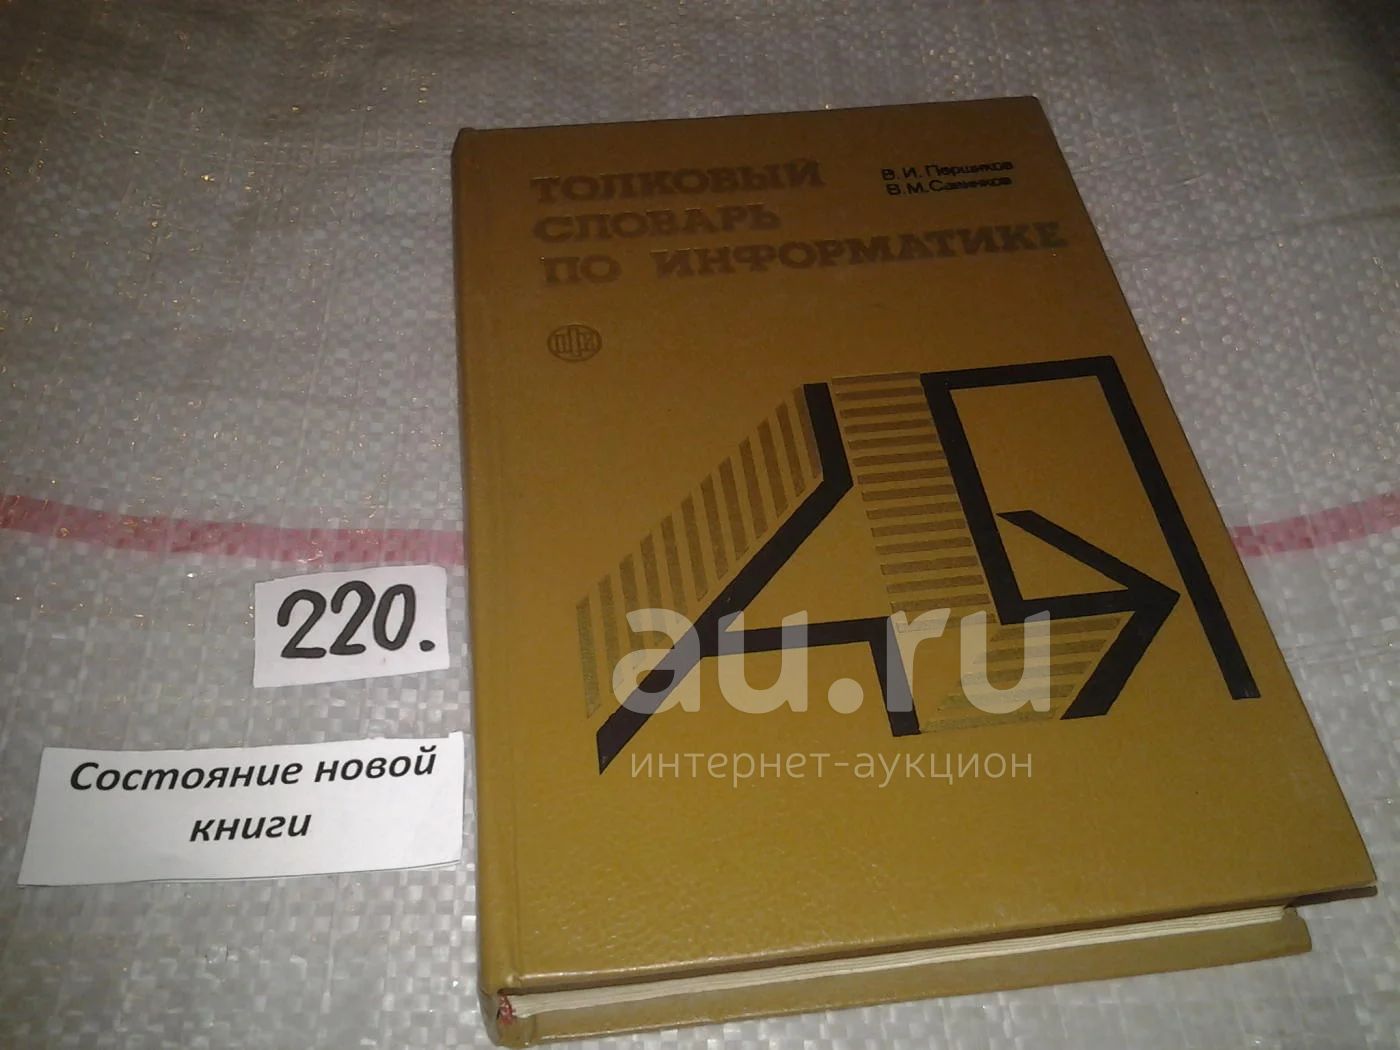 ТОЛКОВЫЙ
СЛОВАРЬ
ПО ИНФОРМАТИКЕ
В. И. Першиков
В. М. Савинков
220.
Состояние новой
книги
au.ru
интернет-аукцион